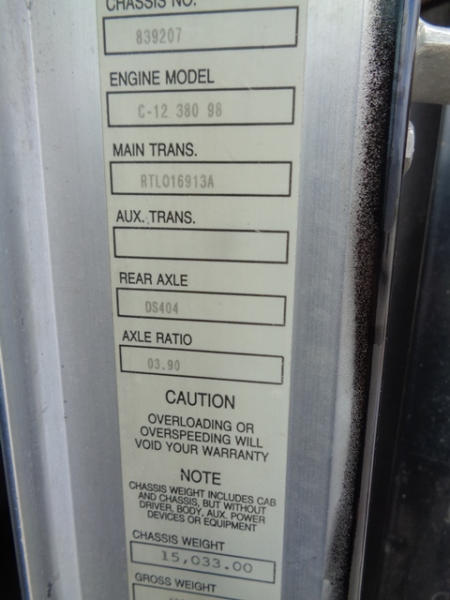 CHASSIS NO.
839207
ENGINE MODEL
C-12 380 98
MAIN TRANS.
RTLO16913A
AUX. TRANS.
REAR AXLE
DS404
AXLE RATIO
03.90
CAUTION
OVERLOADING OR
OVERSPEEDING WILL
VOID YOUR WARRANTY
NOTE
CHASSIS WEIGHT INCLUDES CAB
AND CHASSIS, BUT WITHOUT
DRIVER, BODY, AUX. POWER
DEVICES OR EQUIPMENT
CHASSIS WEIGHT
15,033.00
GROSS WEIGHT